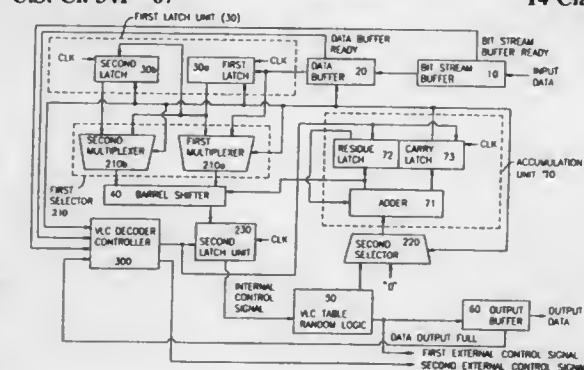 FIRST LATCH UNIT (30)
DATA BUFFER READY
BIT STREAM BUFFER READY
CLK
SECOND LATCH
30b
30a
FIRST LATCH
CLK
DATA BUFFER
20
BIT STREAM BUFFER
10
INPUT DATA
SECOND MULTIPLEXER
210b
FIRST MULTIPLEXER
210a
CLK
RESIDUE LATCH
72
CARRY LATCH
73
ACCUMULATION UNIT 70
FIRST SELECTOR 210
40
BARREL SHIFTER
ADDER
71
VLC DECODER CONTROLLER
300
230
SECOND LATCH UNIT
CLK
SECOND SELECTOR
220
INTERNAL CONTROL SIGNAL
50
VLC TABLE RANDOM LOGIC
"0"
60 OUTPUT BUFFER
OUTPUT DATA
DATA OUTPUT FULL
FIRST EXTERNAL CONTROL SIGNAL
SECOND EXTERNAL CONTROL SIGNAL